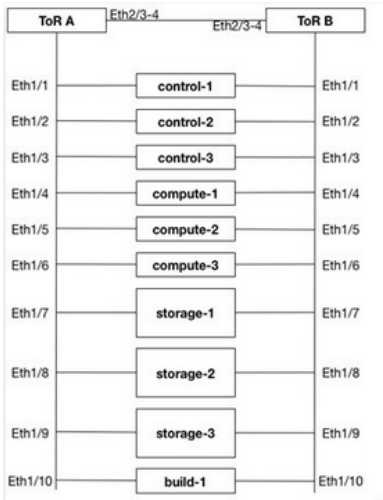 ToR A Eth2/3-4 Eth2/3-4 ToR B
Eth1/1 control-1 Eth1/1
Eth1/2 control-2 Eth1/2
Eth1/3 control-3 Eth1/3
Eth1/4 compute-1 Eth1/4
Eth1/5 compute-2 Eth1/5
Eth1/6 compute-3 Eth1/6
Eth1/7 storage-1 Eth1/7
Eth1/8 storage-2 Eth1/8
Eth1/9 storage-3 Eth1/9
Eth1/10 build-1 Eth1/10